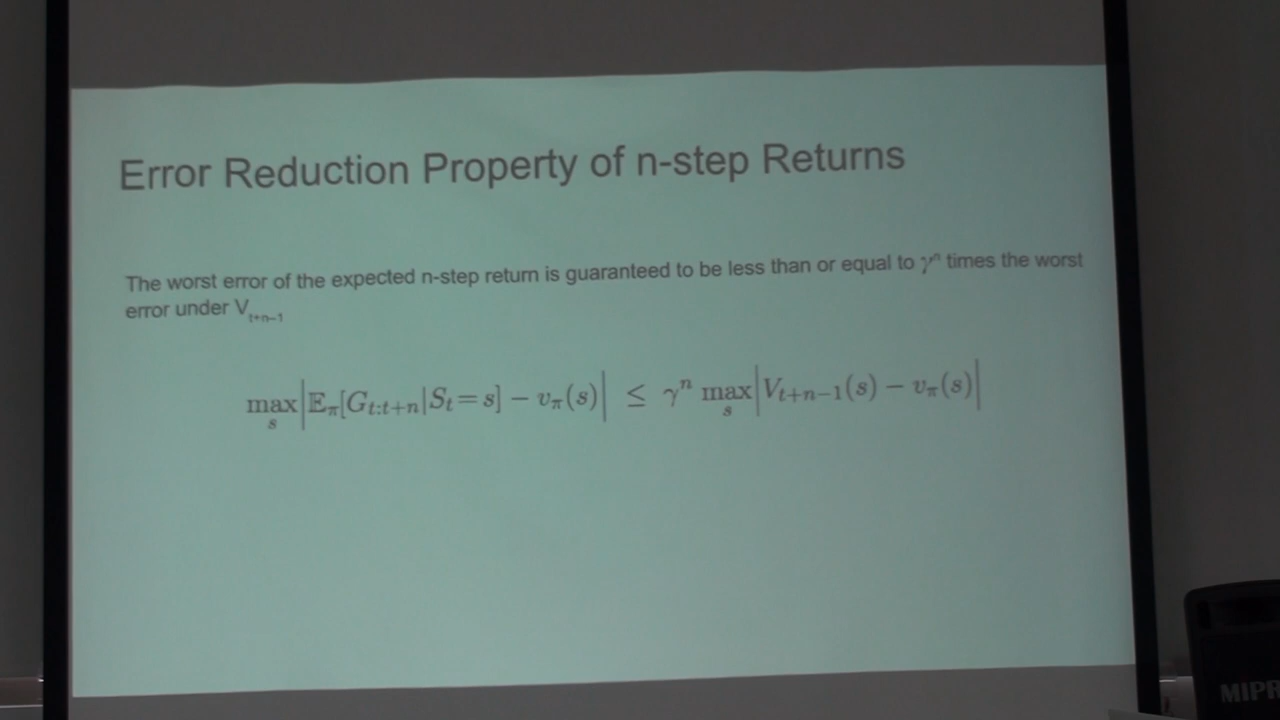 Error Reduction Property of n-step Returns
The worst error of the expected n-step return is guaranteed to be less than or equal to γⁿ times the worst
error under V_{t+n−1}
max_s |𝔼_π[G_{t:t+n}|S_t=s] − v_π(s)| ≤ γⁿ max_s |V_{t+n−1}(s) − v_π(s)|
MIPR